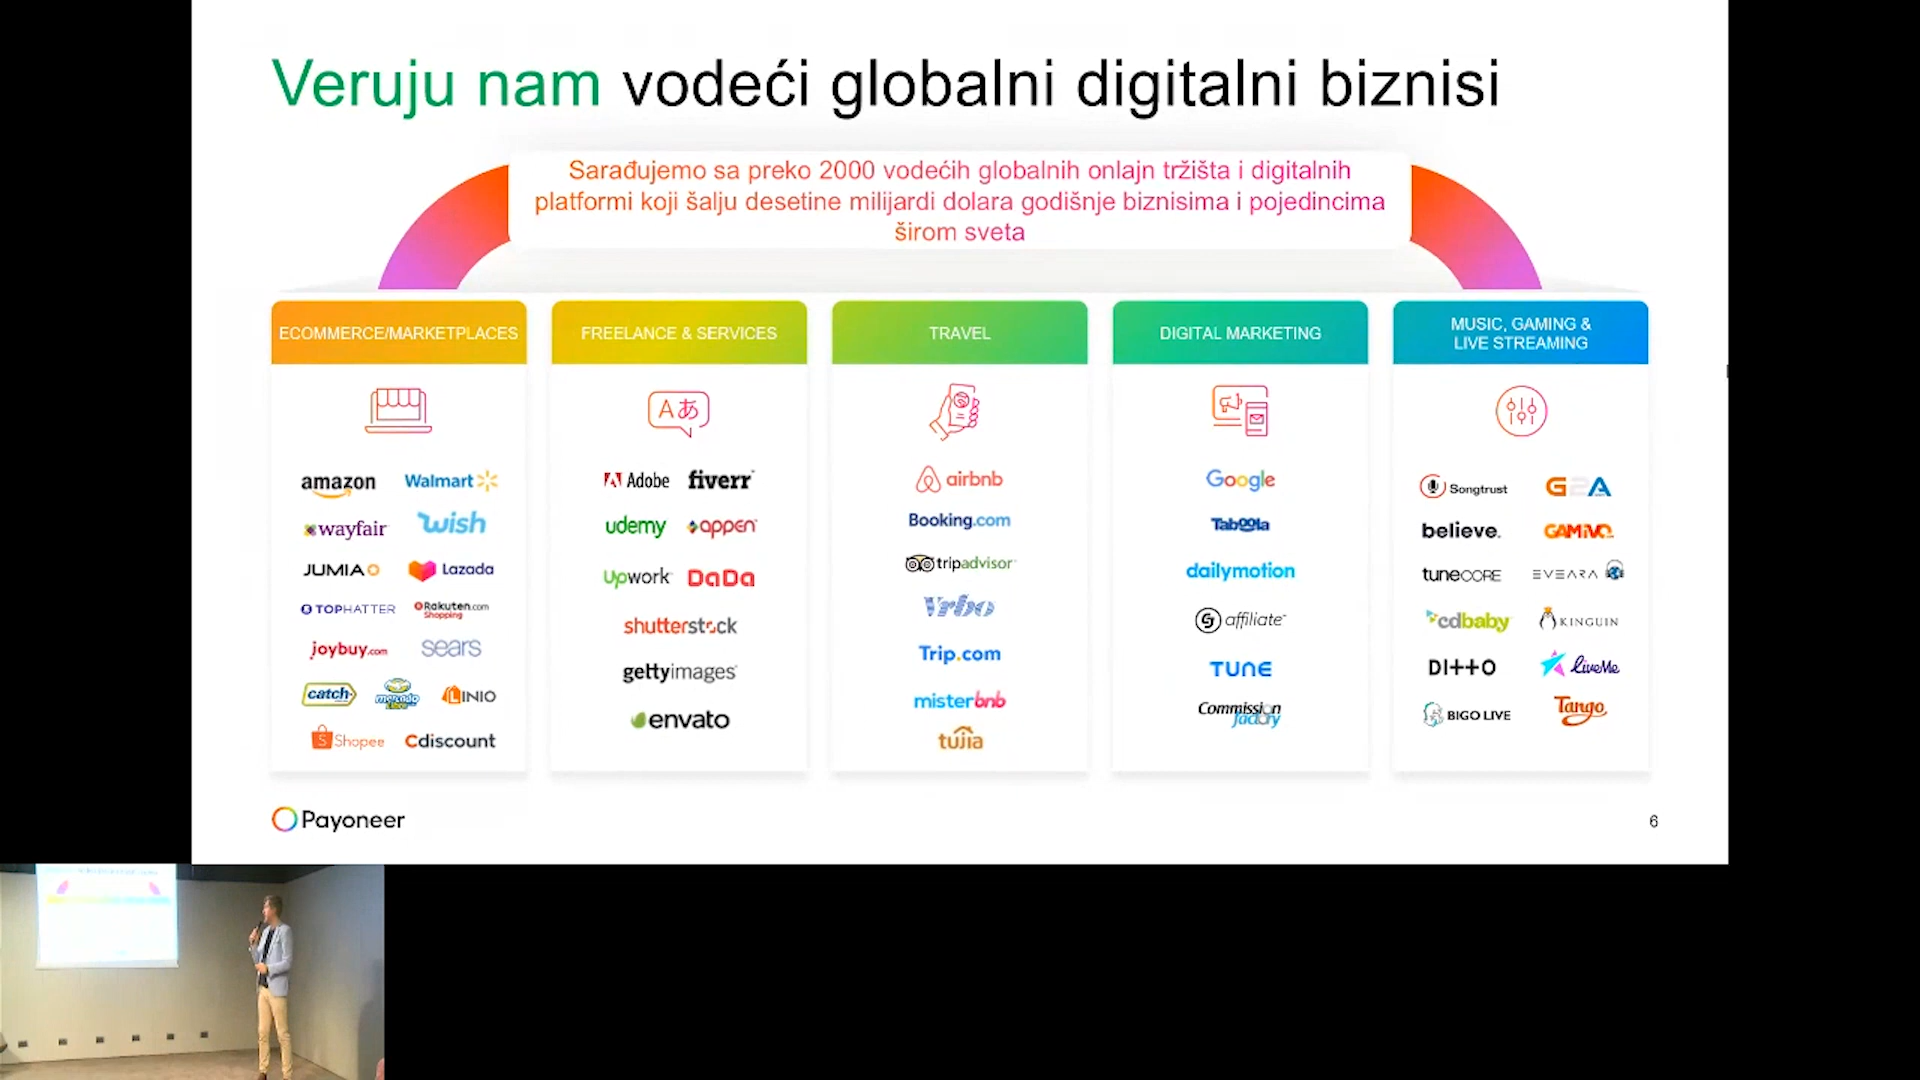 Veruju nam vodeći globalni digitalni biznisi
Sarađujemo sa preko 2000 vodećih globalnih onlajn tržišta i digitalnih
platformi koji šalju desetine milijardi dolara godišnje biznisima i pojedincima
širom sveta
ECOMMERCE/MARKETPLACES
amazon Walmart
wayfair wish
JUMIA Lazada
TOPHATTER Rakuten.com Shopping
joybuy.com sears
catch mercado LINIO
Shopee Cdiscount
FREELANCE & SERVICES
A あ
Adobe fiverr
udemy appen
Upwork DaDa
shutterstock
gettyimages
envato
TRAVEL
airbnb
Booking.com
tripadvisor
Vrbo
Trip.com
misterbnb
tujia
DIGITAL MARKETING
Google
Taboola
dailymotion
cj affiliate
TUNE
Commission Factory
MUSIC, GAMING &
LIVE STREAMING
Songtrust G2A
believe. GAMIVO
tunecore EVEARA
cdbaby KINGUIN
DITTO LiveMe
BIGO LIVE Tango
Payoneer
6